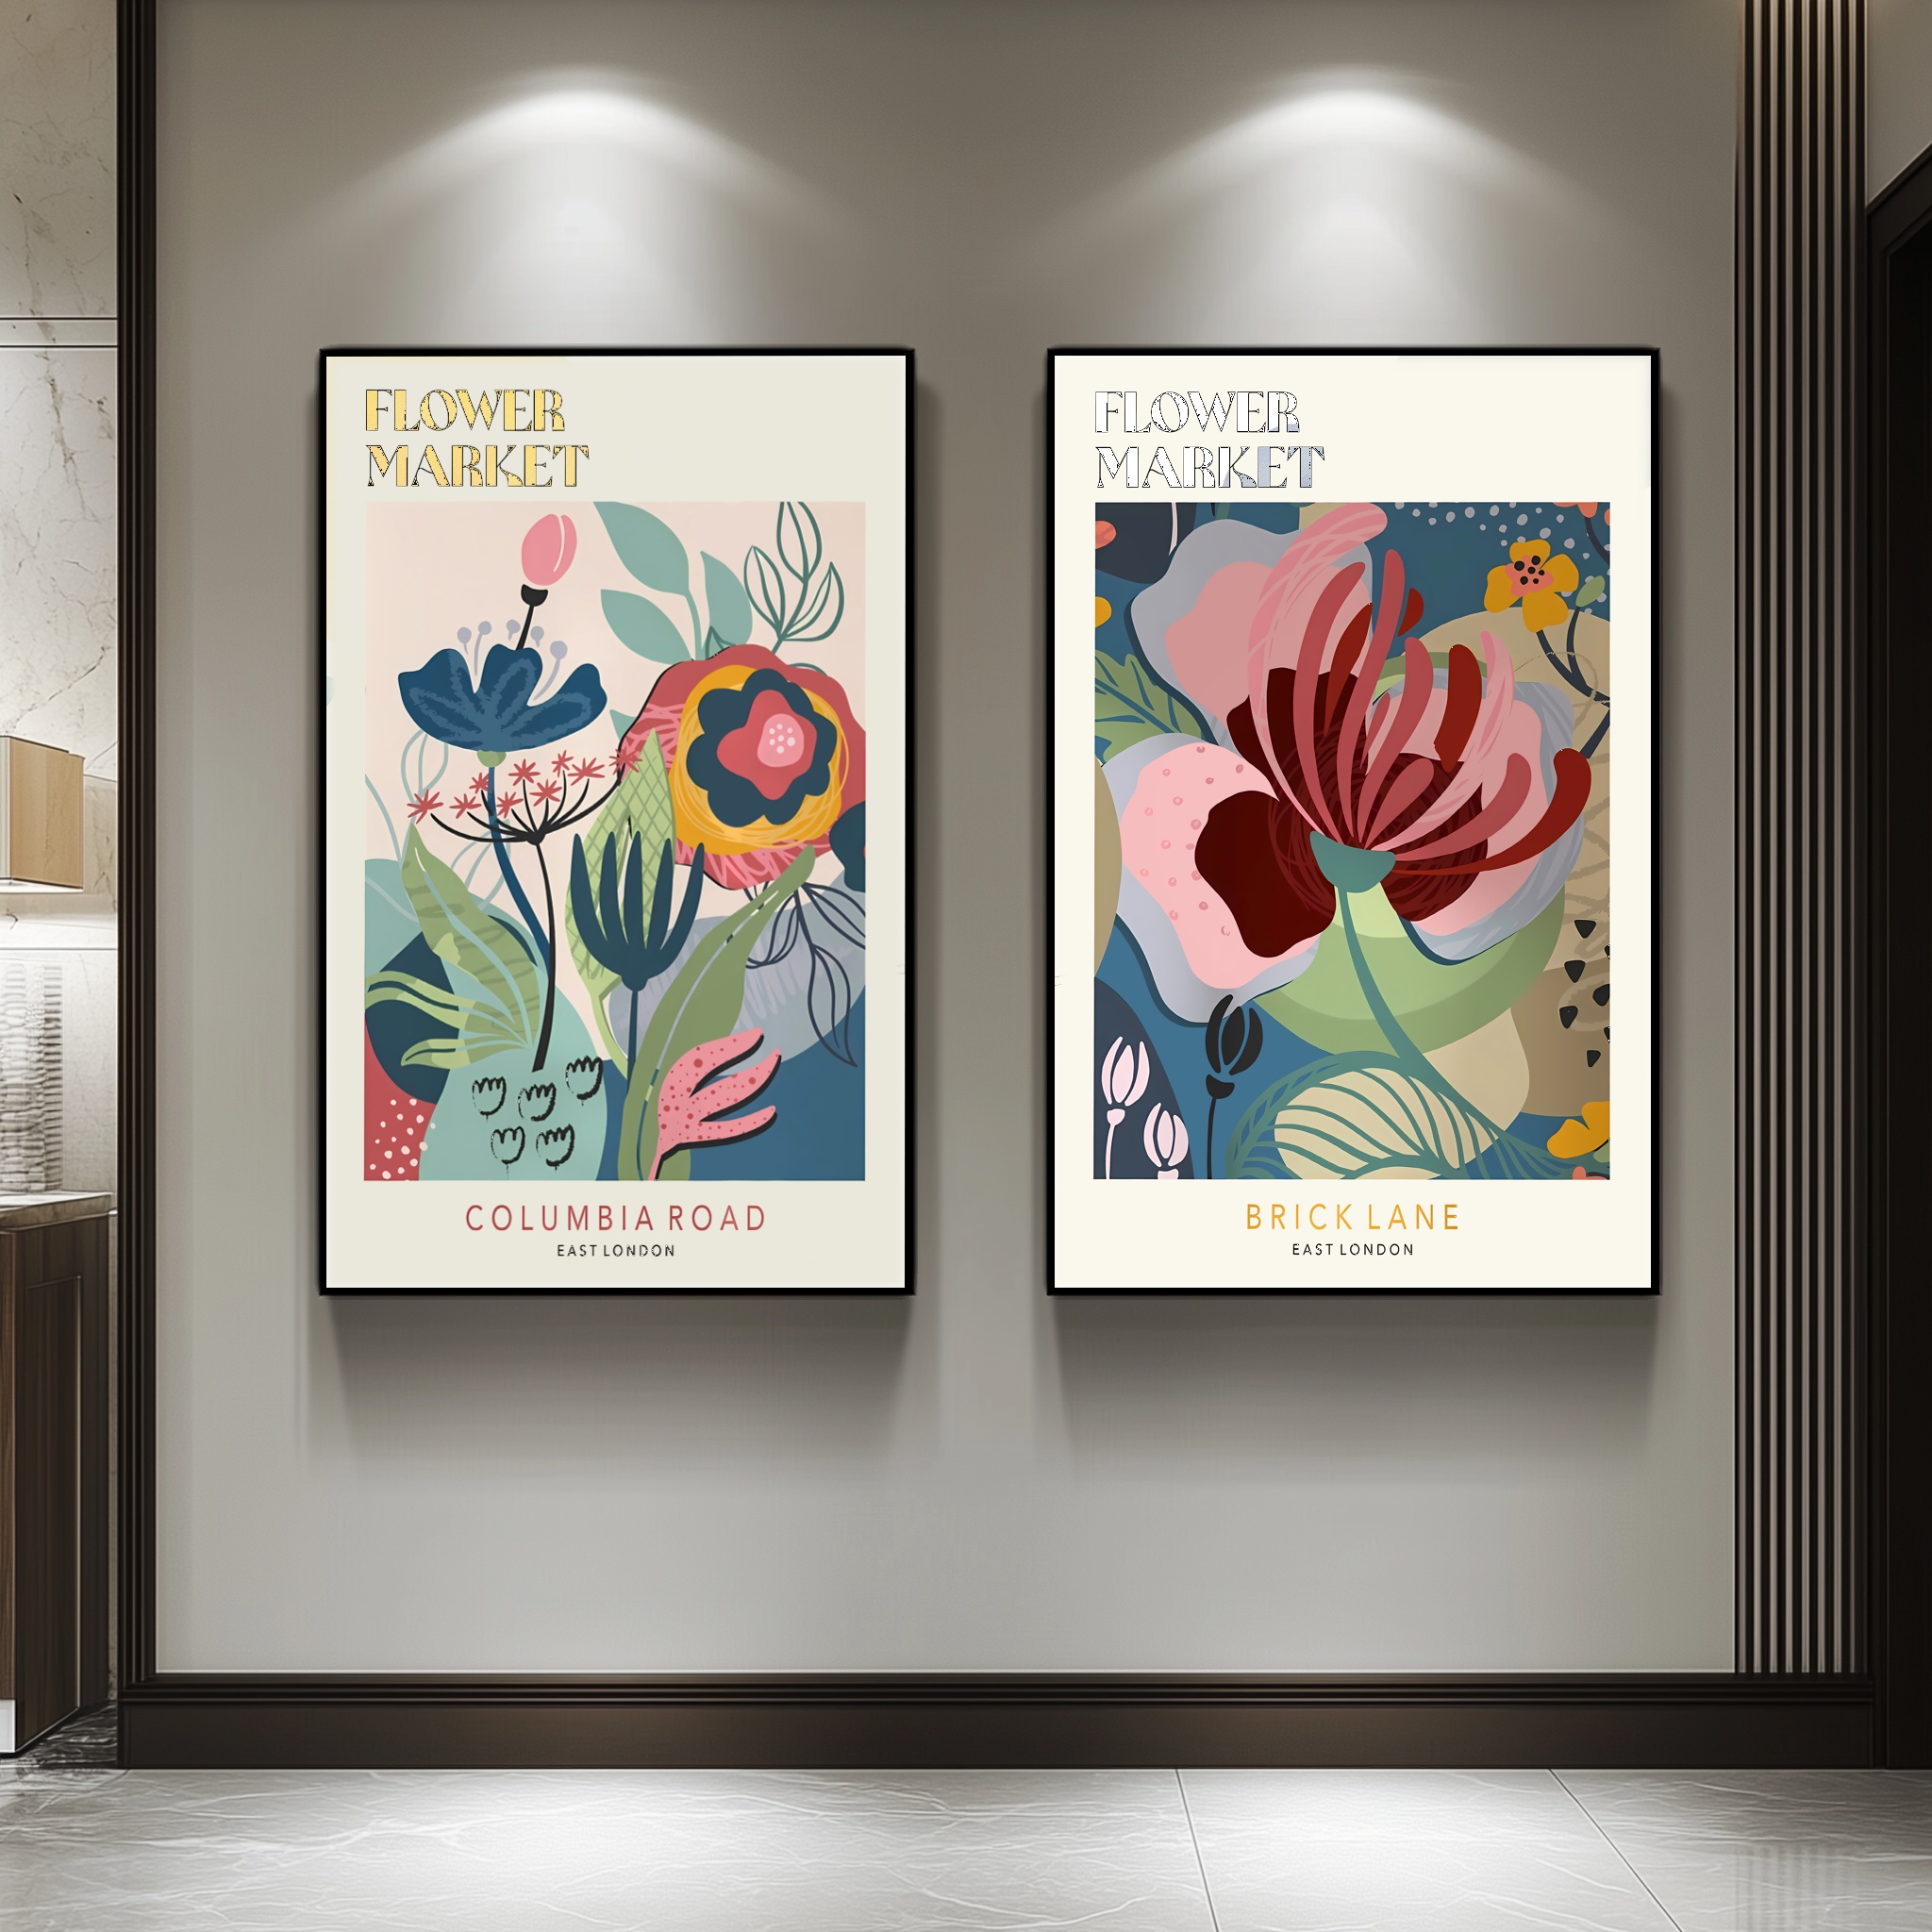 FLOWER
MARKET
COLUMBIA ROAD
EAST LONDON
FLOWER
MARKET
BRICK LANE
EAST LONDON